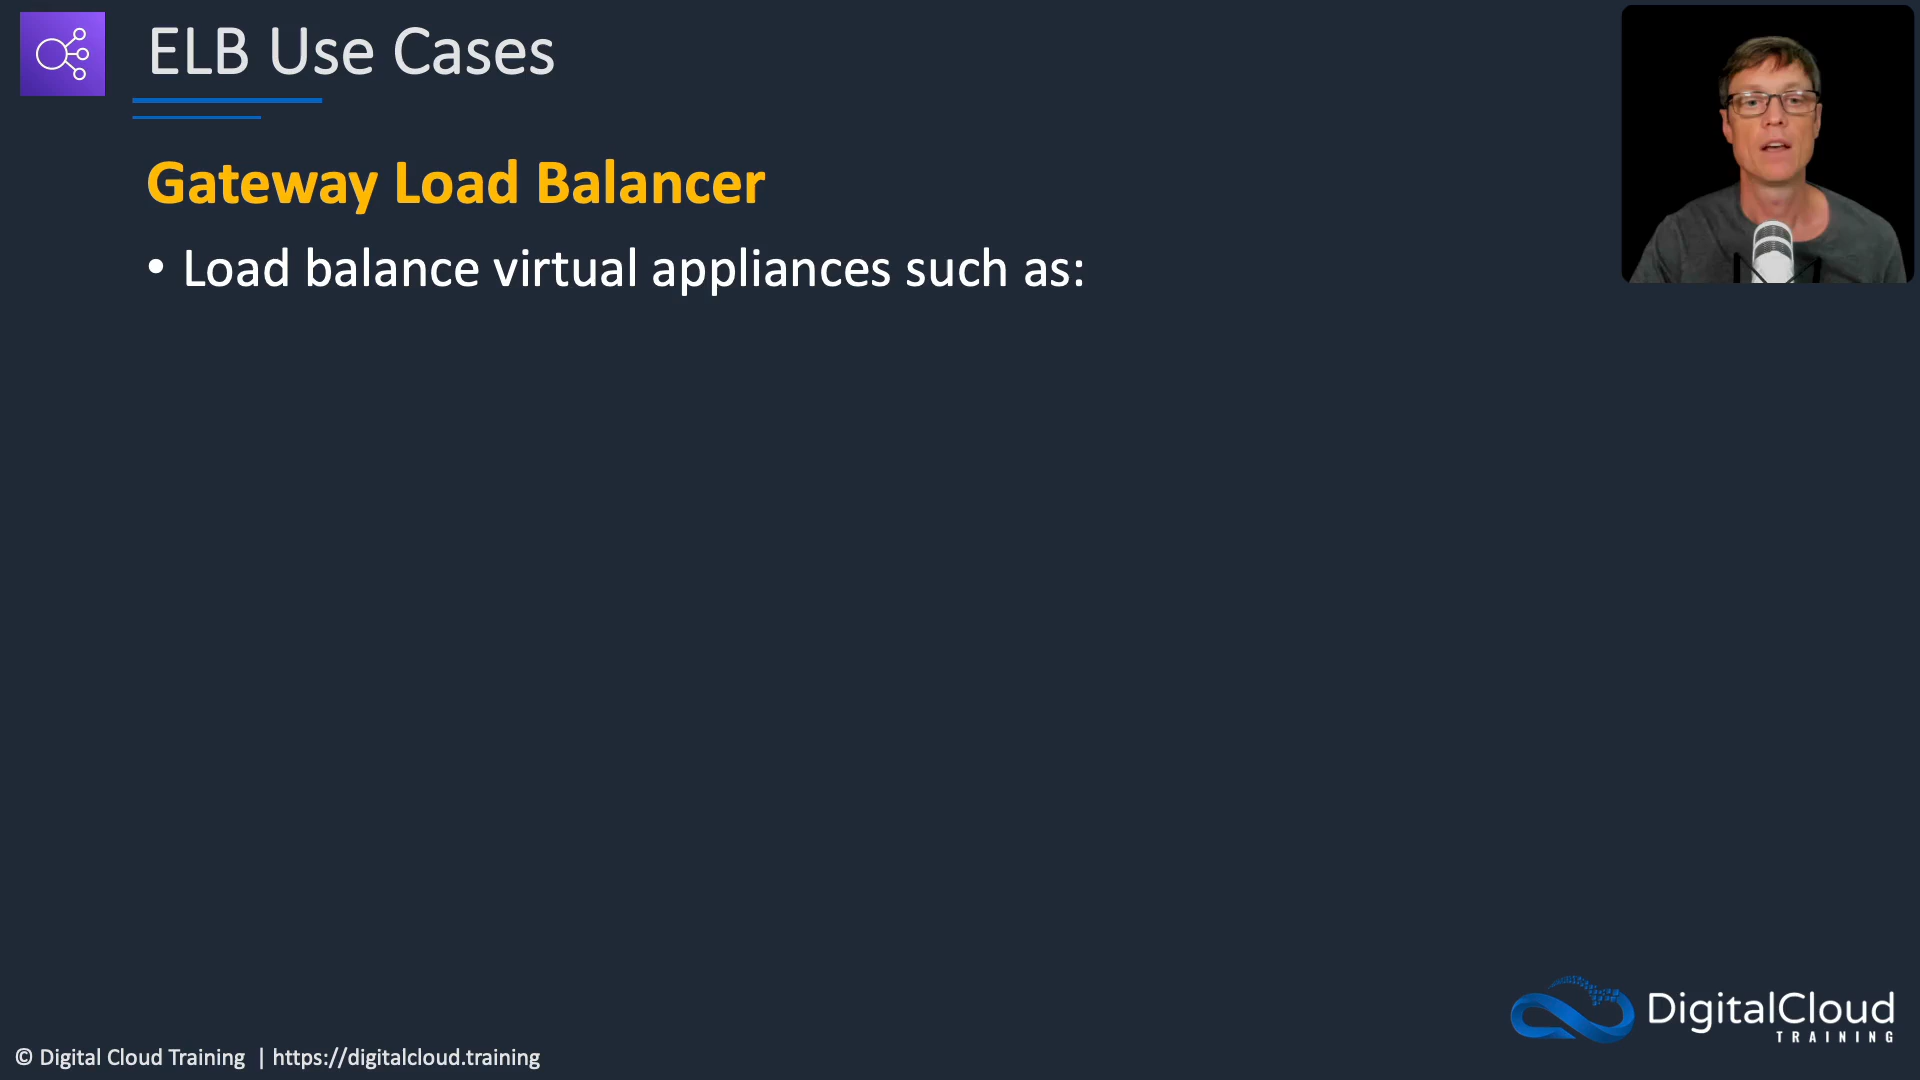 ELB Use Cases
Gateway Load Balancer
• Load balance virtual appliances such as:
DigitalCloud
TRAINING
© Digital Cloud Training | https://digitalcloud.training